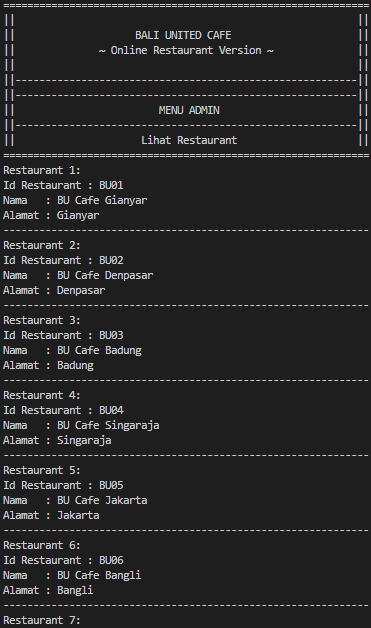 =============================================================
||                                                         ||
||                    BALI UNITED CAFE                     ||
||              ~ Online Restaurant Version ~              ||
||                                                         ||
||---------------------------------------------------------||
||---------------------------------------------------------||
||                        MENU ADMIN                       ||
||---------------------------------------------------------||
||                     Lihat Restaurant                    ||
=============================================================
Restaurant 1:
Id Restaurant : BU01
Nama   : BU Cafe Gianyar
Alamat : Gianyar
-------------------------------------------------------------
Restaurant 2:
Id Restaurant : BU02
Nama   : BU Cafe Denpasar
Alamat : Denpasar
-------------------------------------------------------------
Restaurant 3:
Id Restaurant : BU03
Nama   : BU Cafe Badung
Alamat : Badung
-------------------------------------------------------------
Restaurant 4:
Id Restaurant : BU04
Nama   : BU Cafe Singaraja
Alamat : Singaraja
-------------------------------------------------------------
Restaurant 5:
Id Restaurant : BU05
Nama   : BU Cafe Jakarta
Alamat : Jakarta
-------------------------------------------------------------
Restaurant 6:
Id Restaurant : BU06
Nama   : BU Cafe Bangli
Alamat : Bangli
-------------------------------------------------------------
Restaurant 7: